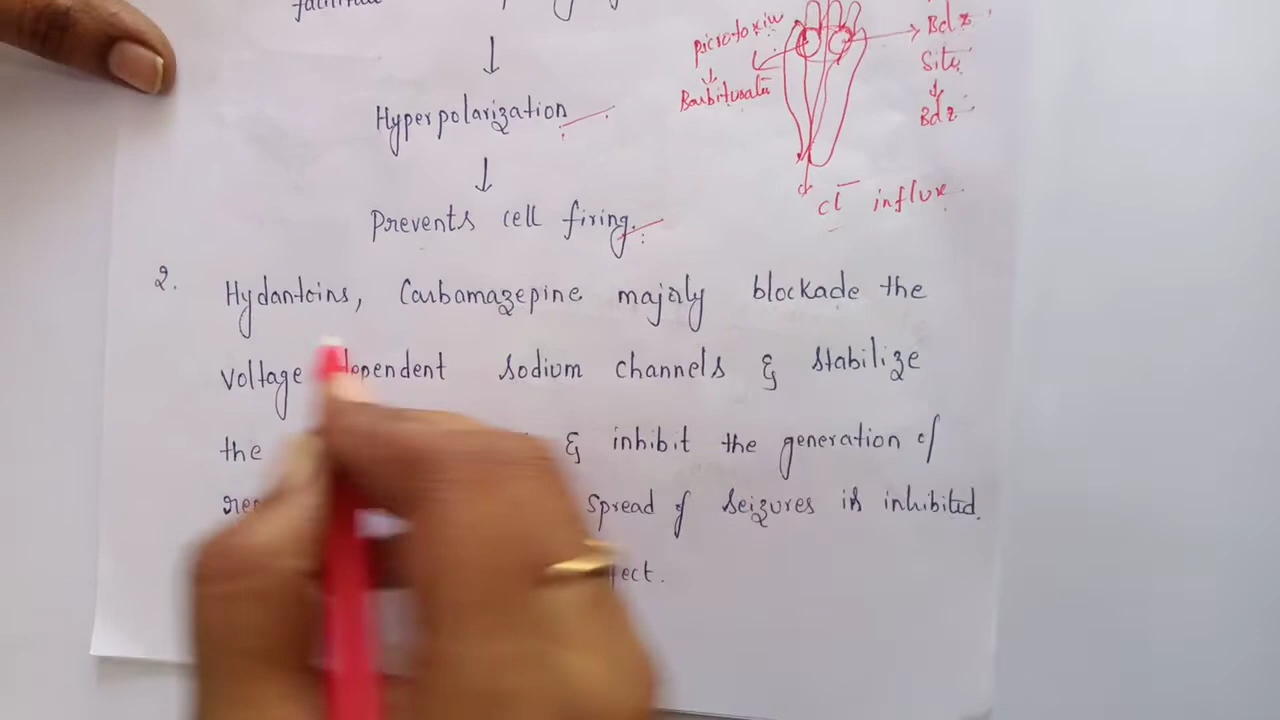 picrotoxin
Barbiturate
Bdz
Site
Bdz
Cl⁻ influx
Hyperpolarization
Prevents cell firing.
2. Hydantoins, Carbamazepine majorly blockade the
voltage dependent sodium channels & stabilize
the & inhibit the generation of
spread of seizures is inhibited.